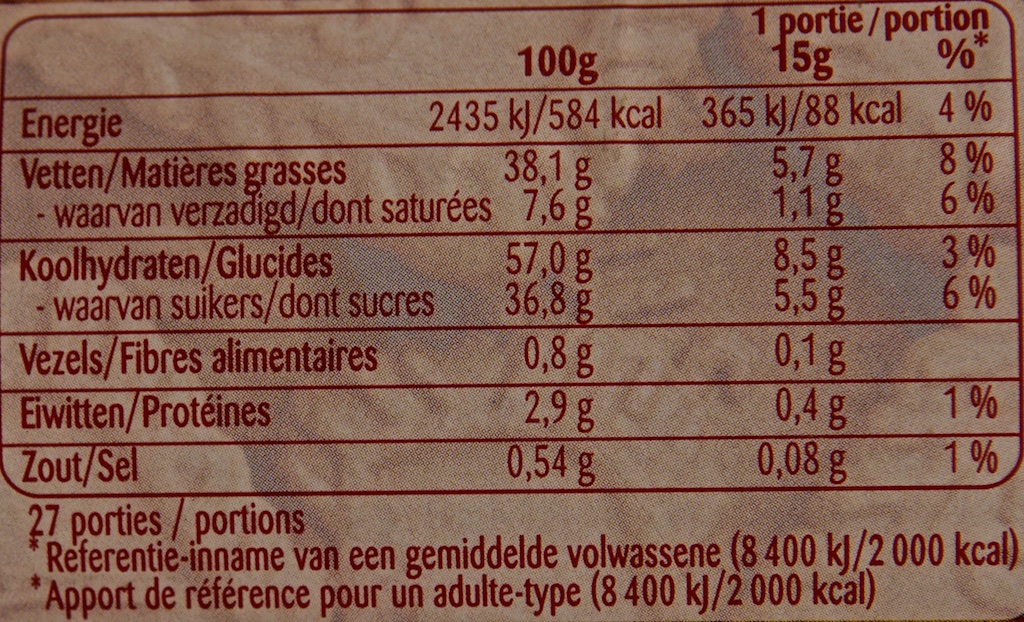 1 portie/portion
100g 15g %*
Energie 2435 kJ/584 kcal 365 kJ/88 kcal 4 %
Vetten/Matières grasses 38,1 g 5,7 g 8 %
- waarvan verzadigd/dont saturées 7,6 g 1,1 g 6 %
Koolhydraten/Glucides 57,0 g 8,5 g 3 %
- waarvan suikers/dont sucres 36,8 g 5,5 g 6 %
Vezels/Fibres alimentaires 0,8 g 0,1 g
Eiwitten/Protéines 2,9 g 0,4 g 1 %
Zout/Sel 0,54 g 0,08 g 1 %
27 porties / portions
*Referentie-inname van een gemiddelde volwassene (8 400 kJ/2 000 kcal)
*Apport de référence pour un adulte-type (8 400 kJ/2 000 kcal)